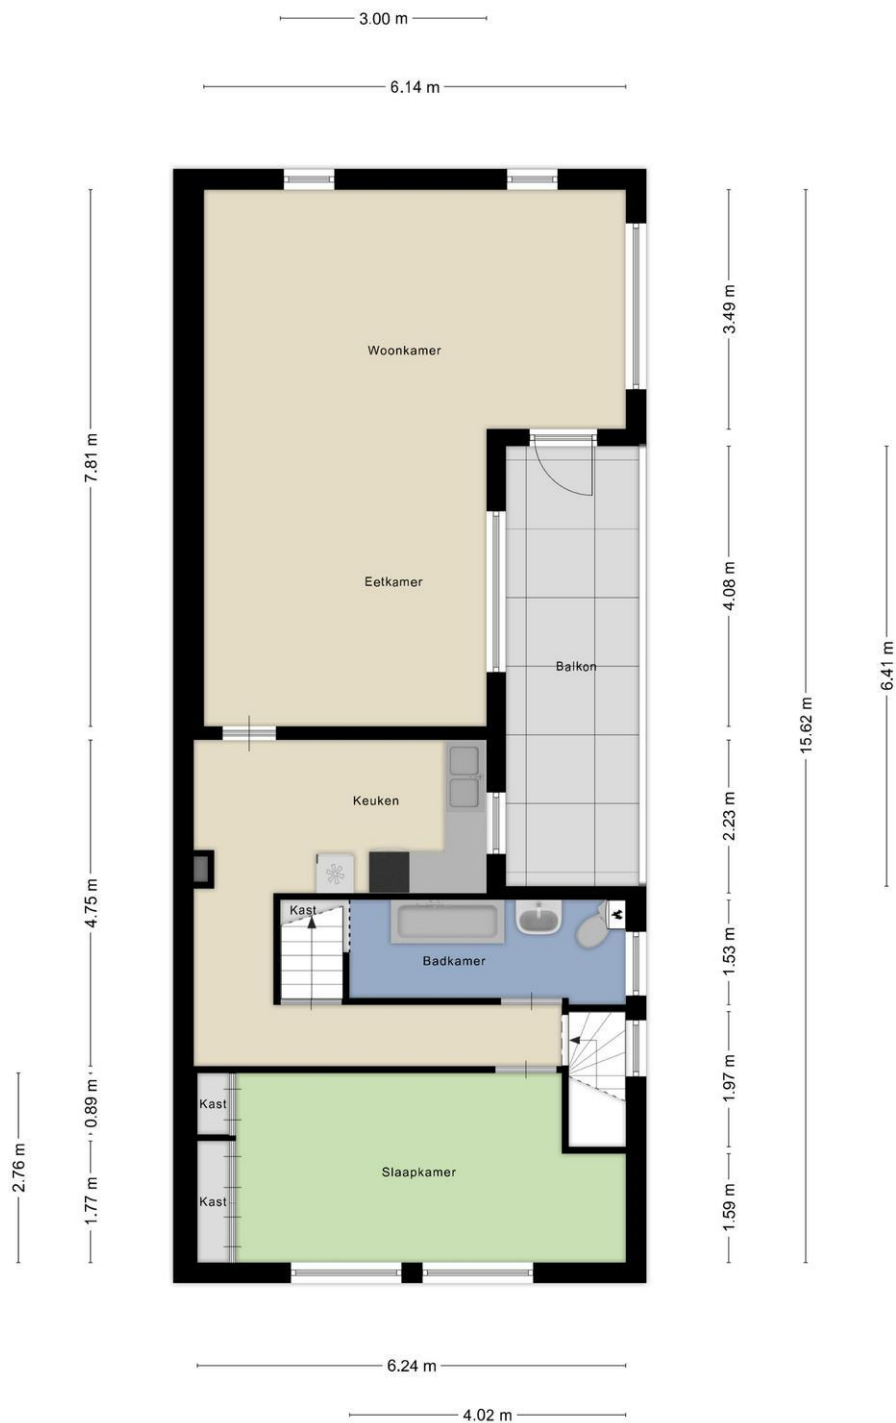 3.00 m
6.14 m
3.49 m
Woonkamer
7.81 m
4.08 m
Eetkamer
Balkon
6.41 m
15.62 m
Keuken
2.23 m
4.75 m
Kast
1.53 m
Badkamer
1.97 m
0.89 m
Kast
2.76 m
Slaapkamer
1.77 m
Kast
1.59 m
6.24 m
4.02 m